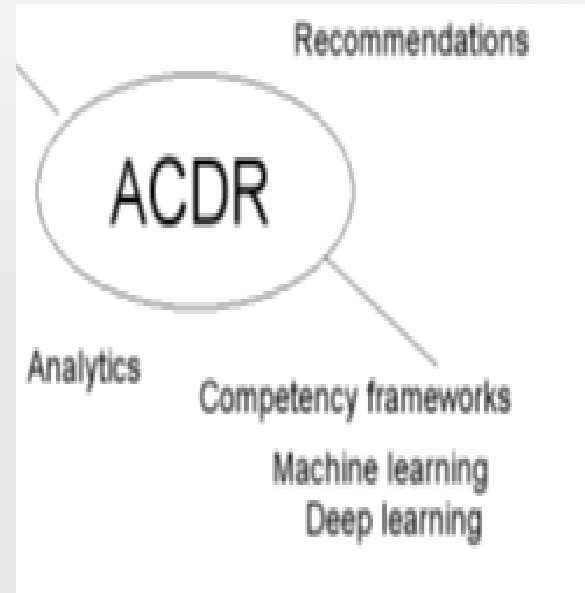 Recommendations
ACDR
Analytics
Competency frameworks
Machine learning
Deep learning